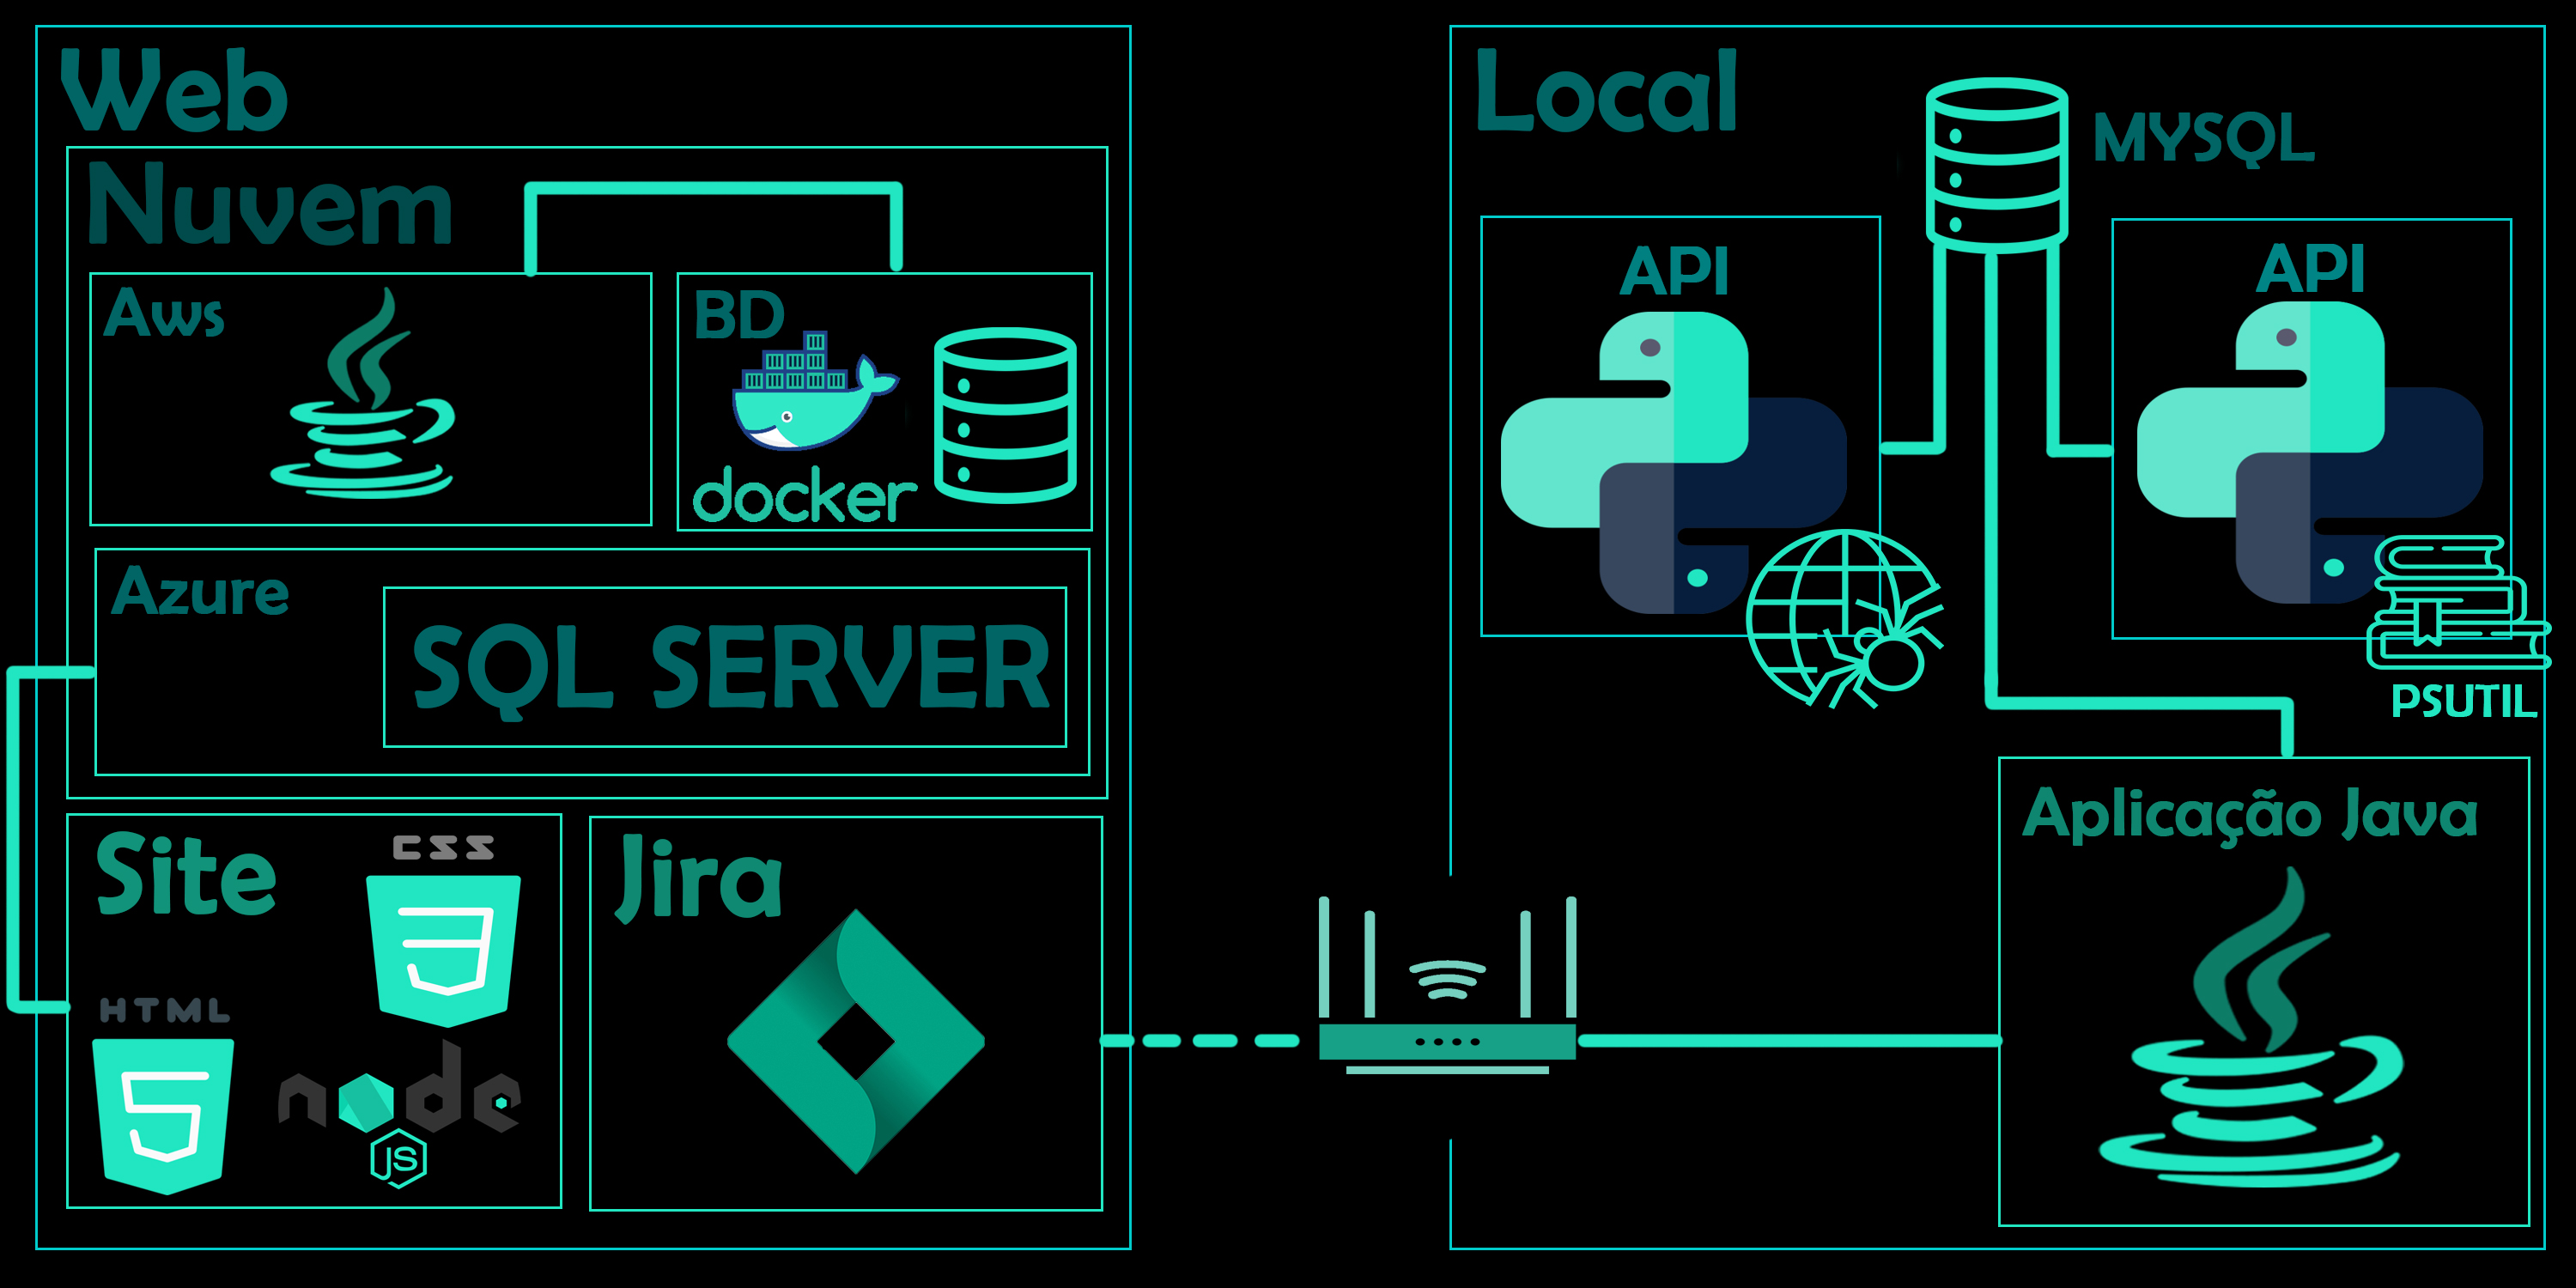 Web
Nuvem
Aws
BD
docker
Azure
SQL SERVER
Site
CSS
HTML
node
JS
Jira
Local
MYSQL
API
API
PSUTIL
Aplicação Java